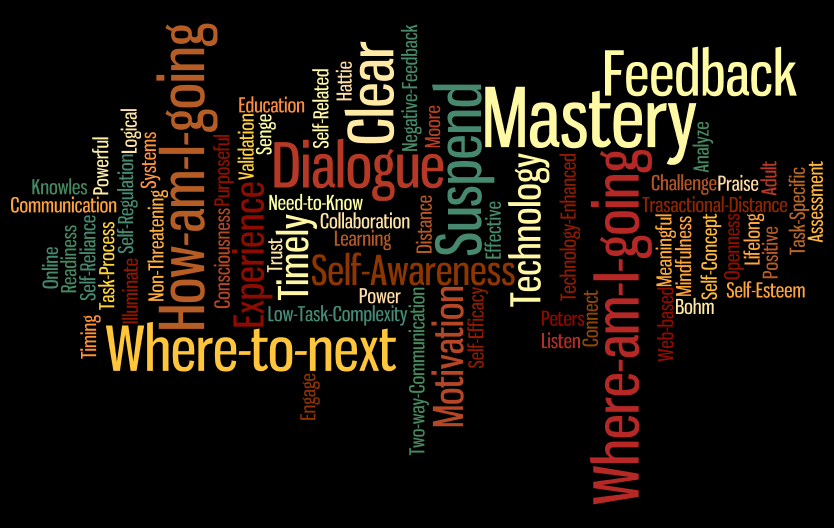 Feedback
Mastery
Clear
Suspend
How-am-I-going
Dialogue
Where-am-I-going
Where-to-next
Technology
Experience
Timely
Self-Awareness
Motivation
Negative-Feedback
Hattie
Self-Related
Education
Validation
Senge
Moore
Logical
Powerful
Systems
Purposeful
Knowles
Communication
Self-Regulation
Need-to-Know
Collaboration
Learning
Distance
Effective
Trust
Consciousness
Non-Threatening
Online
Readiness
Self-Reliance
Task-Process
Illuminate
Timing
Power
Low-Task-Complexity
Two-way-Communication
Self-Efficacy
Engage
Technology-Enhanced
Peters
Listen
Connect
Analyze
Challenge
Praise
Adult
Trasactional-Distance
Task-Specific
Assessment
Meaningful
Mindfulness
Self-Concept
Openness
Lifelong
Positive
Self-Esteem
Bohm
Web-based